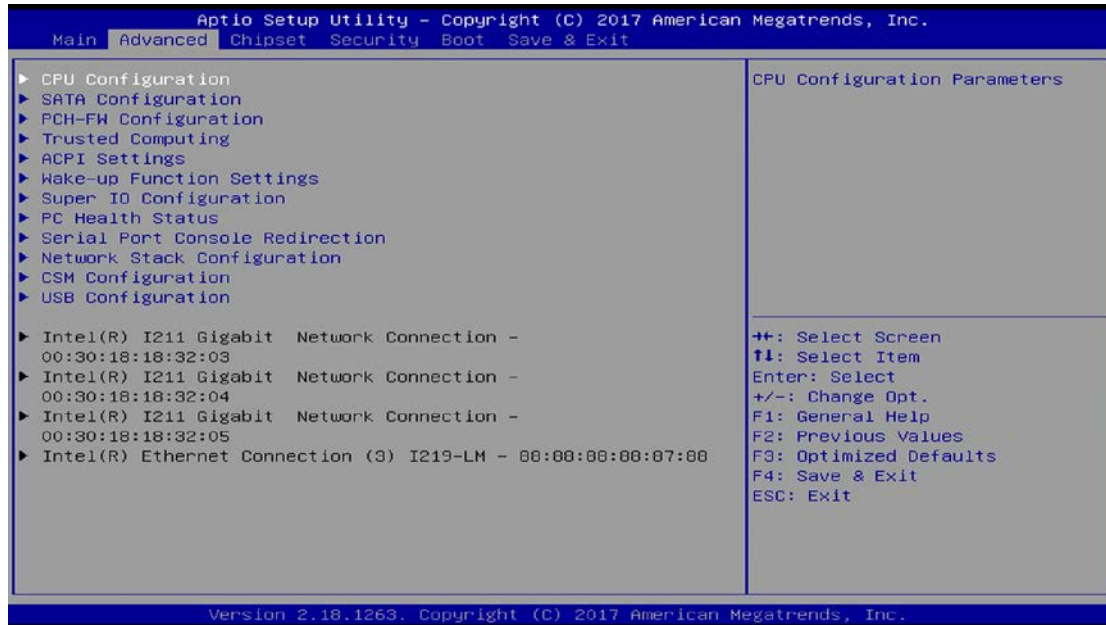 Aptio Setup Utility – Copyright (C) 2017 American Megatrends, Inc.
Main Advanced Chipset Security Boot Save & Exit
► CPU Configuration
► SATA Configuration
► PCH-FW Configuration
► Trusted Computing
► ACPI Settings
► Wake-up Function Settings
► Super IO Configuration
► PC Health Status
► Serial Port Console Redirection
► Network Stack Configuration
► CSM Configuration
► USB Configuration
► Intel(R) I211 Gigabit Network Connection -
00:30:18:18:32:03
► Intel(R) I211 Gigabit Network Connection -
00:30:18:18:32:04
► Intel(R) I211 Gigabit Network Connection -
00:30:18:18:32:05
► Intel(R) Ethernet Connection (3) I219-LM - 88:88:88:88:87:88
CPU Configuration Parameters
→←: Select Screen
↑↓: Select Item
Enter: Select
+/-: Change Opt.
F1: General Help
F2: Previous Values
F3: Optimized Defaults
F4: Save & Exit
ESC: Exit
Version 2.18.1263. Copyright (C) 2017 American Megatrends, Inc.